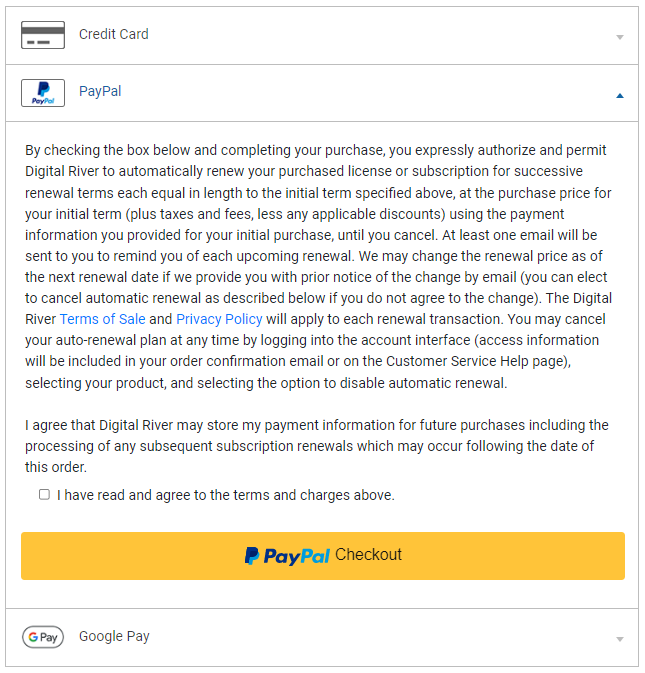 Credit Card
PayPal
PayPal
By checking the box below and completing your purchase, you expressly authorize and permit
Digital River to automatically renew your purchased license or subscription for successive
renewal terms each equal in length to the initial term specified above, at the purchase price for
your initial term (plus taxes and fees, less any applicable discounts) using the payment
information you provided for your initial purchase, until you cancel. At least one email will be
sent to you to remind you of each upcoming renewal. We may change the renewal price as of
the next renewal date if we provide you with prior notice of the change by email (you can elect
to cancel automatic renewal as described below if you do not agree to the change). The Digital
River Terms of Sale and Privacy Policy will apply to each renewal transaction. You may cancel
your auto-renewal plan at any time by logging into the account interface (access information
will be included in your order confirmation email or on the Customer Service Help page),
selecting your product, and selecting the option to disable automatic renewal.
I agree that Digital River may store my payment information for future purchases including the
processing of any subsequent subscription renewals which may occur following the date of
this order.
I have read and agree to the terms and charges above.
PayPal Checkout
G Pay Google Pay